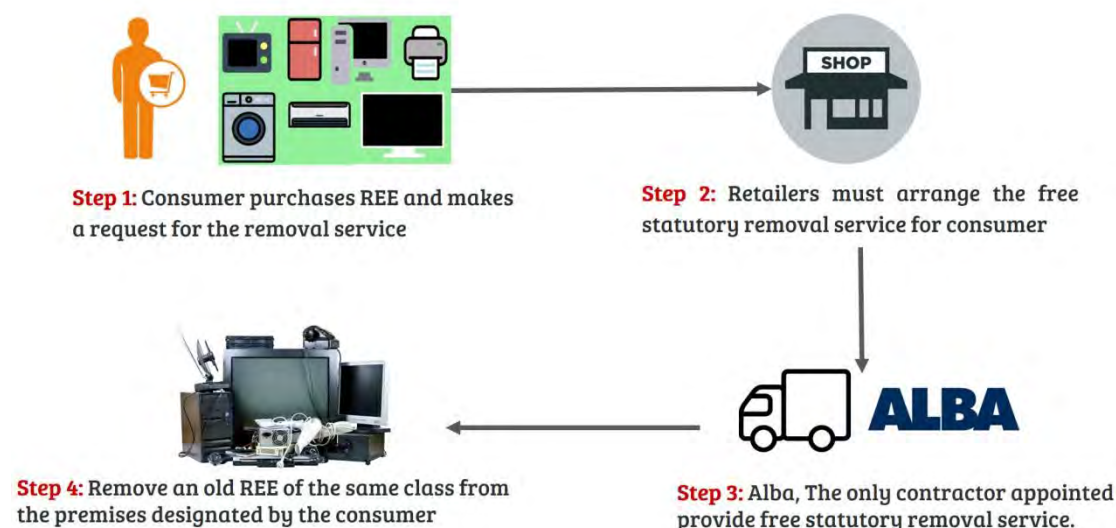 SHOP
Step 1: Consumer purchases REE and makes
a request for the removal service
Step 2: Retailers must arrange the free
statutory removal service for consumer
ALBA
Step 4: Remove an old REE of the same class from
the premises designated by the consumer
Step 3: Alba, The only contractor appointed
provide free statutory removal service.